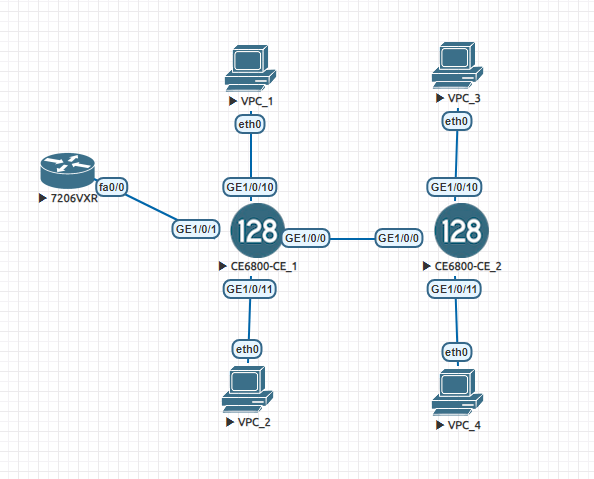 VPC_1
VPC_3
eth0
eth0
fa0/0
7206VXR
GE1/0/10
GE1/0/10
GE1/0/1
128
GE1/0/0
GE1/0/0
128
CE6800-CE_1
CE6800-CE_2
GE1/0/11
GE1/0/11
eth0
eth0
VPC_2
VPC_4